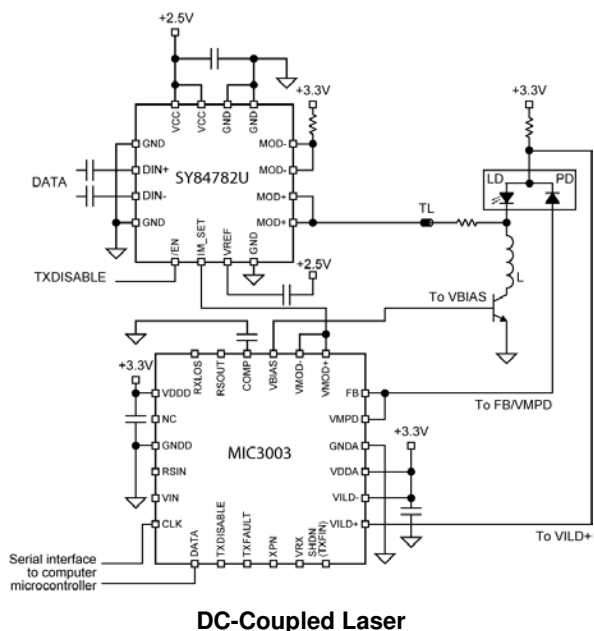 +2.5V
+3.3V
+3.3V
VCC
VCC
GND
GND
GND
DIN+
DIN-
GND
DATA
SY84782U
MOD-
MOD-
MOD+
MOD+
LD
PD
TL
L
/EN
IM_SET
VREF
GND
TXDISABLE
+2.5V
To VBIAS
+3.3V
RXLOS
RSOUT
COMP
VBIAS
VMOD-
VMOD+
VDDD
NC
GNDD
RSIN
VIN
CLK
MIC3003
FB
VMPD
GNDA
VDDA
VILD-
VILD+
To FB/VMPD
+3.3V
To VILD+
DATA
TXDISABLE
TXFAULT
XPN
VRX
SHDN
(TXFIN)
Serial interface
to computer
microcontroller
DC-Coupled Laser